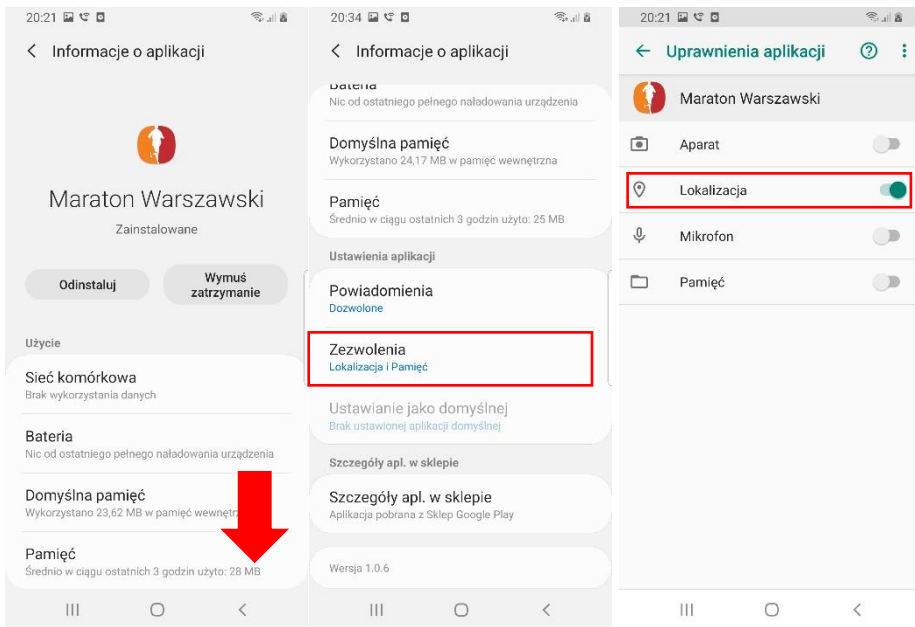 20:21
Informacje o aplikacji
Maraton Warszawski
Zainstalowane
Odinstaluj
Wymuś
zatrzymanie
Użycie
Sieć komórkowa
Brak wykorzystania danych
Bateria
Nic od ostatniego pełnego naładowania urządzenia
Domyślna pamięć
Wykorzystano 23,62 MB w pamięć
Pamięć
Średnio w ciągu ostatnich 3 godzin użyto: 28 MB
20:34
Informacje o aplikacji
Bateria
Nic od ostatniego pełnego naładowania urządzenia
Domyślna pamięć
Wykorzystano 24,17 MB w pamięć wewnętrzna
Pamięć
Średnio w ciągu ostatnich 3 godzin użyto: 25 MB
Ustawienia aplikacji
Powiadomienia
Dozwolone
Zezwolenia
Lokalizacja i Pamięć
Ustawianie jako domyślnej
Brak ustawionej aplikacji domyślnej
Szczegóły apl. w sklepie
Szczegóły apl. w sklepie
Aplikacja pobrana z Sklep Google Play
Wersja 1.0.6
20:21
Uprawnienia aplikacji
Maraton Warszawski
Aparat
Lokalizacja
Mikrofon
Pamięć